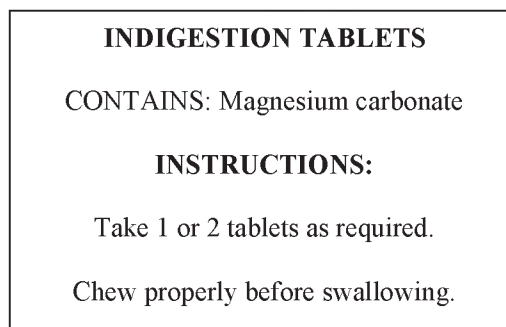 INDIGESTION TABLETS
CONTAINS: Magnesium carbonate
INSTRUCTIONS:
Take 1 or 2 tablets as required.
Chew properly before swallowing.